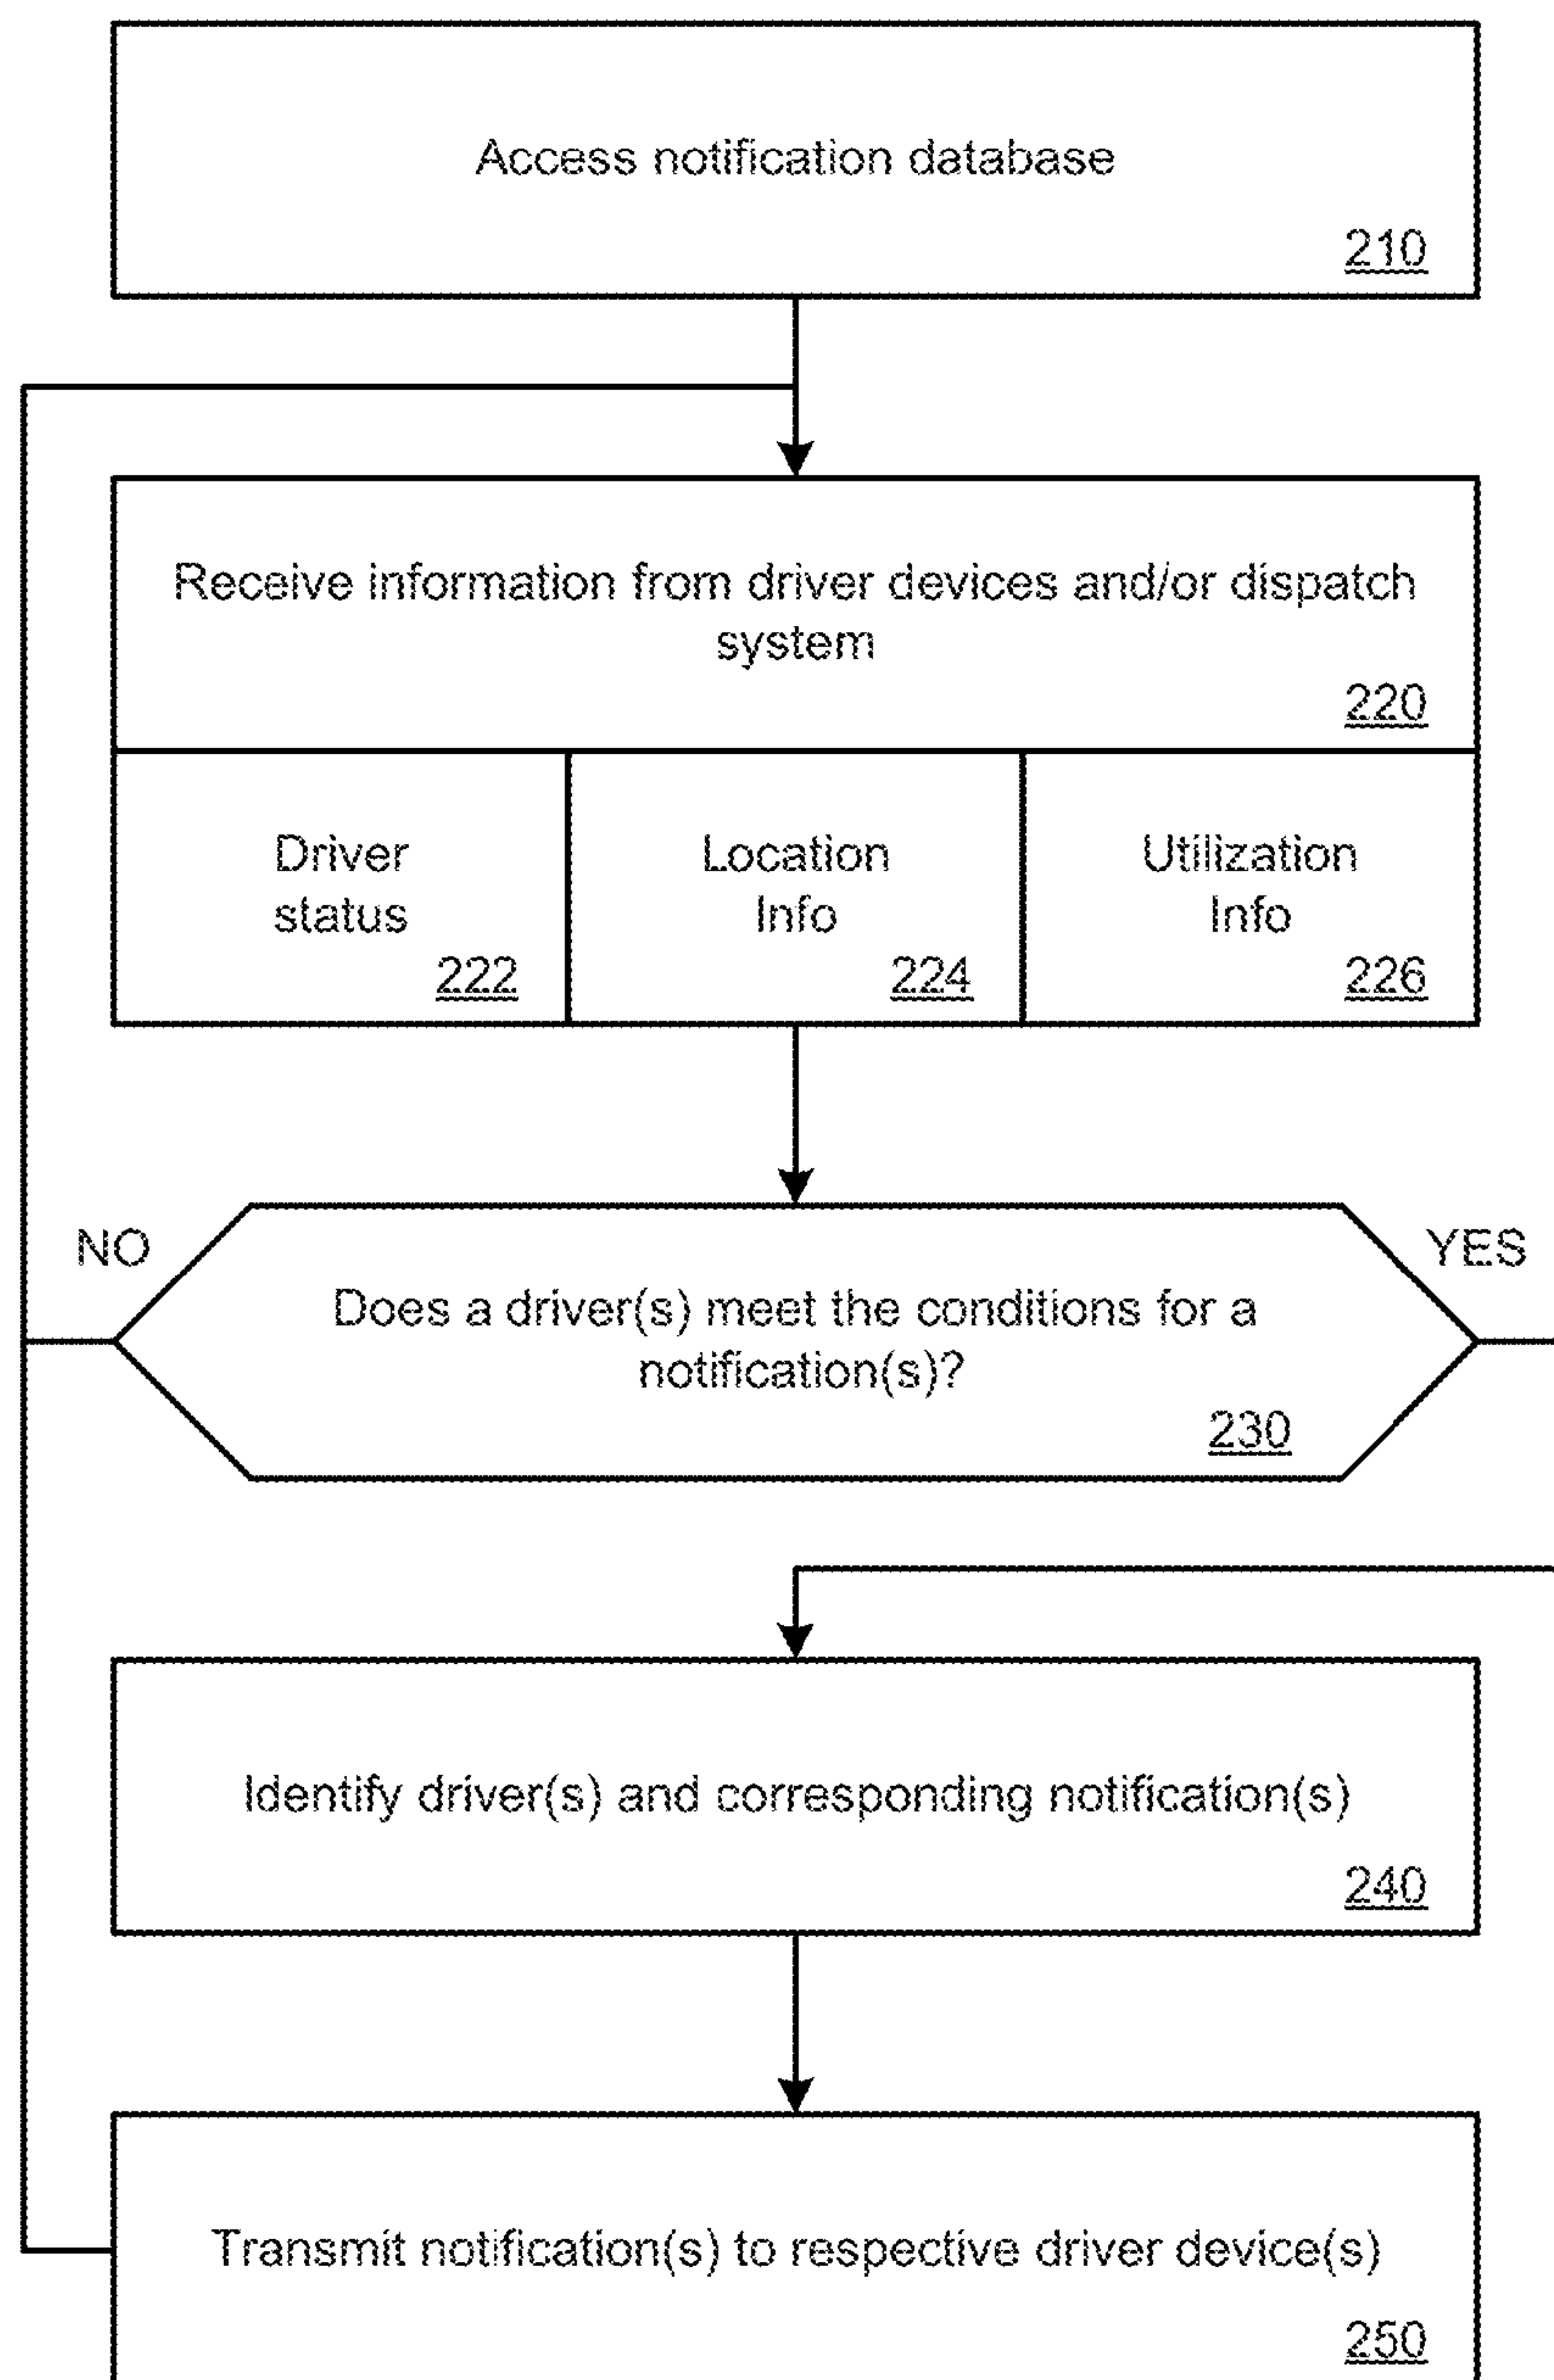 Access notification database
210
Receive information from driver devices and/or dispatch
system
220
Driver
status
222
Location
Info
224
Utilization
Info
226
NO
YES
Does a driver(s) meet the conditions for a
notification(s)?
230
Identify driver(s) and corresponding notification(s)
240
Transmit notification(s) to respective driver device(s)
250